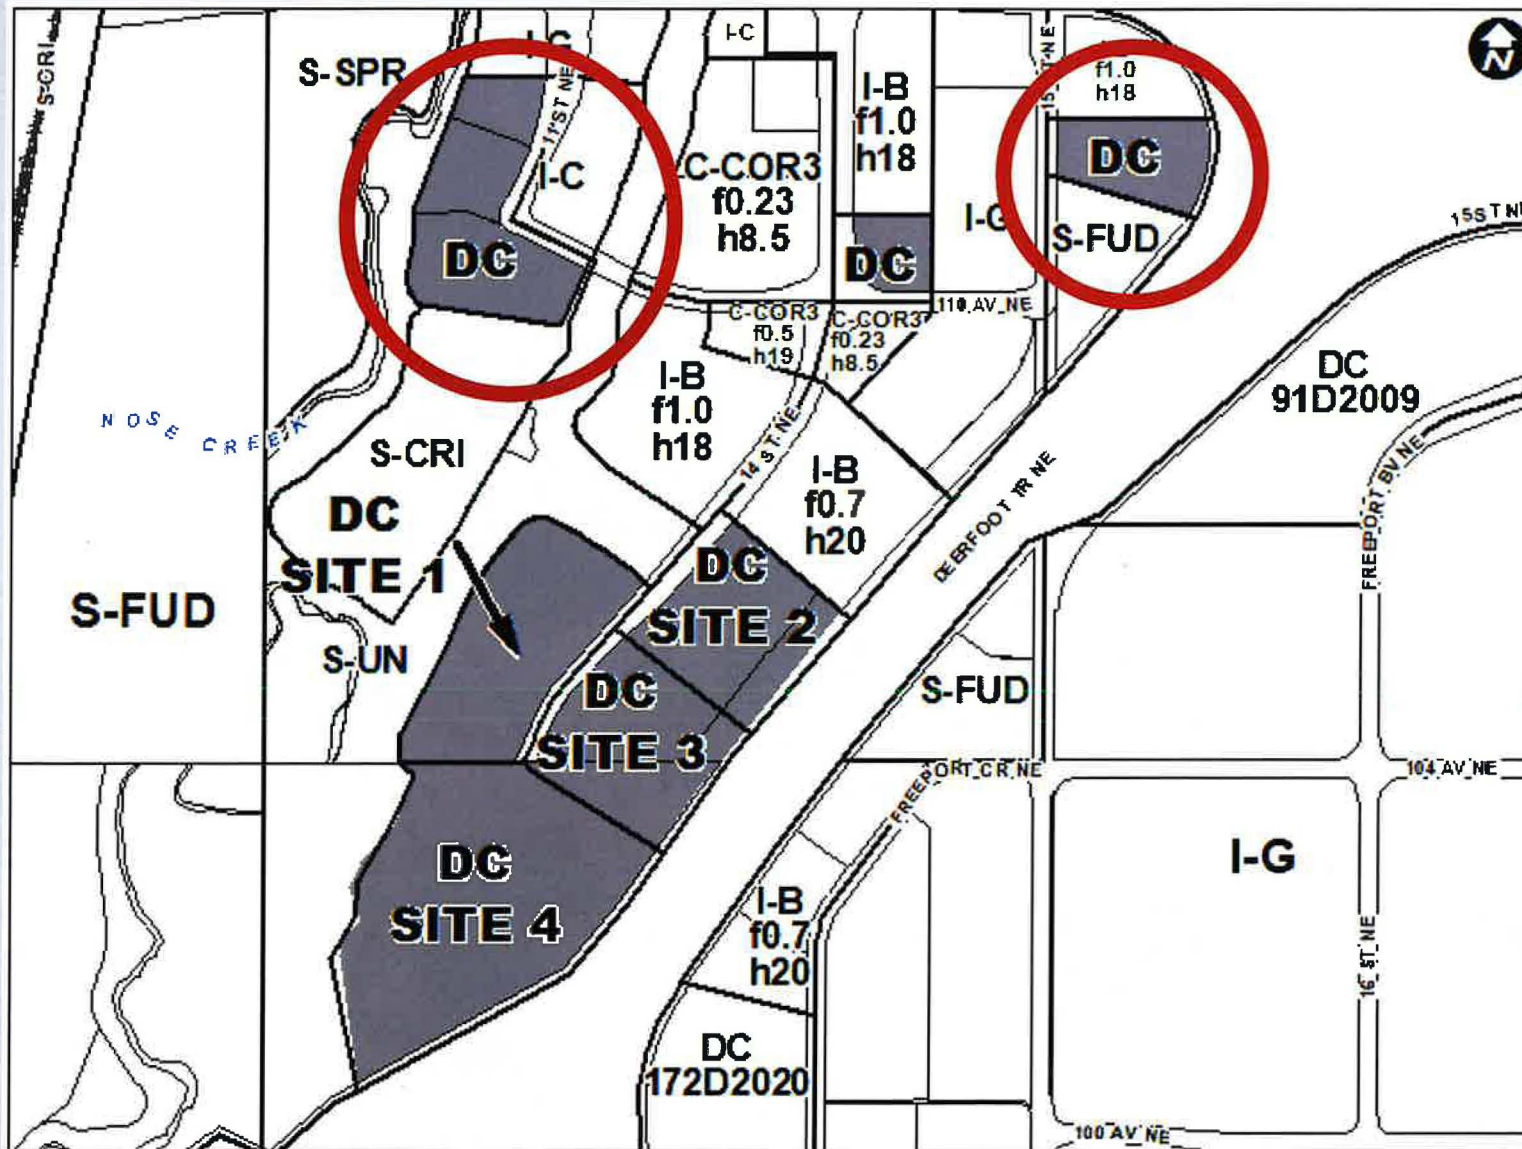 N
S-CRI
S-SPR
I-G
11 ST NE
I-C
DC
I-C
C-COR3
f0.23
h8.5
I-B
f1.0
h18
DC
I-G
15 ST NE
f1.0
h18
DC
S-FUD
15 ST NE
110 AV NE
C-COR3
f0.5
h19
C-COR3
f0.23
h8.5
I-B
f1.0
h18
14 ST NE
I-B
f0.7
h20
DEERFOOT TR NE
DC
91D2009
FREEPORT BV NE
NOSE CREEK
S-CRI
DC
SITE 1
S-FUD
S-UN
DC
SITE 2
DC
SITE 3
S-FUD
FREEPORT CR NE
104 AV NE
DC
SITE 4
I-G
I-B
f0.7
h20
16 ST NE
DC
172D2020
100 AV NE